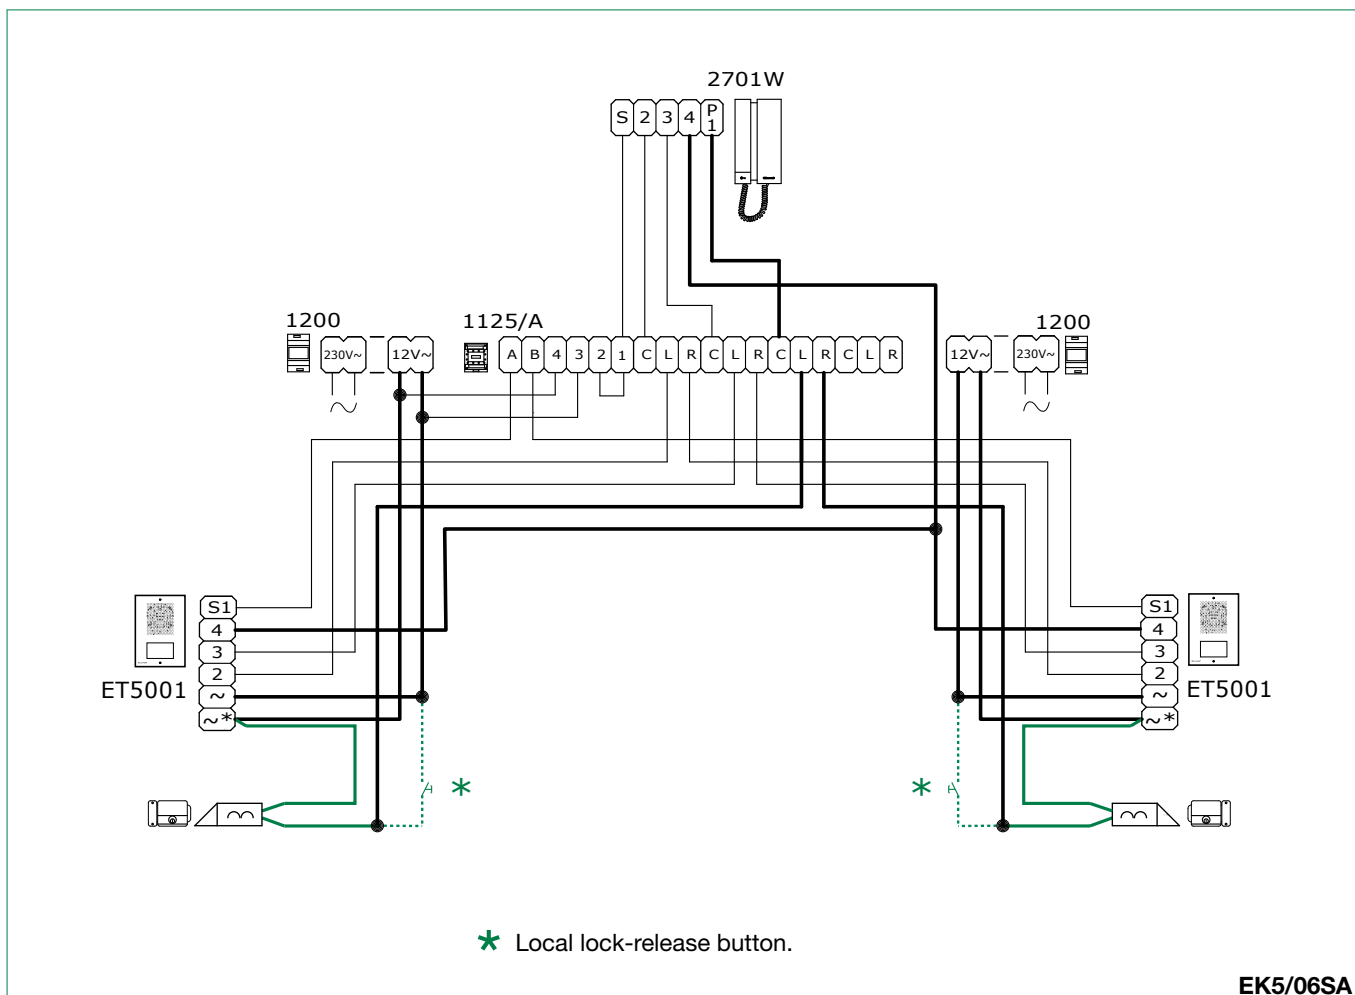 2701W
S 2 3 4 P1
1200
1125/A
1200
230V~ 12V~
A B 4 3 2 1 C L R C L R C L R C L R
12V~ 230V~
S1
4
3
2
~
~*
ET5001
S1
4
3
2
~
~*
ET5001
*
*
* Local lock-release button.
EK5/06SA